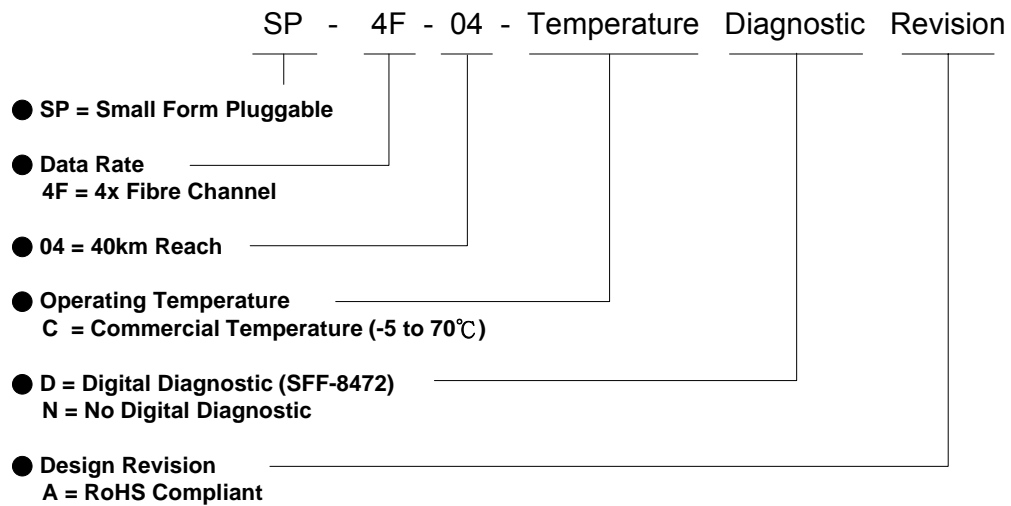 SP - 4F - 04 - Temperature Diagnostic Revision
● SP = Small Form Pluggable
● Data Rate
4F = 4x Fibre Channel
● 04 = 40km Reach
● Operating Temperature
C = Commercial Temperature (-5 to 70℃)
● D = Digital Diagnostic (SFF-8472)
N = No Digital Diagnostic
● Design Revision
A = RoHS Compliant